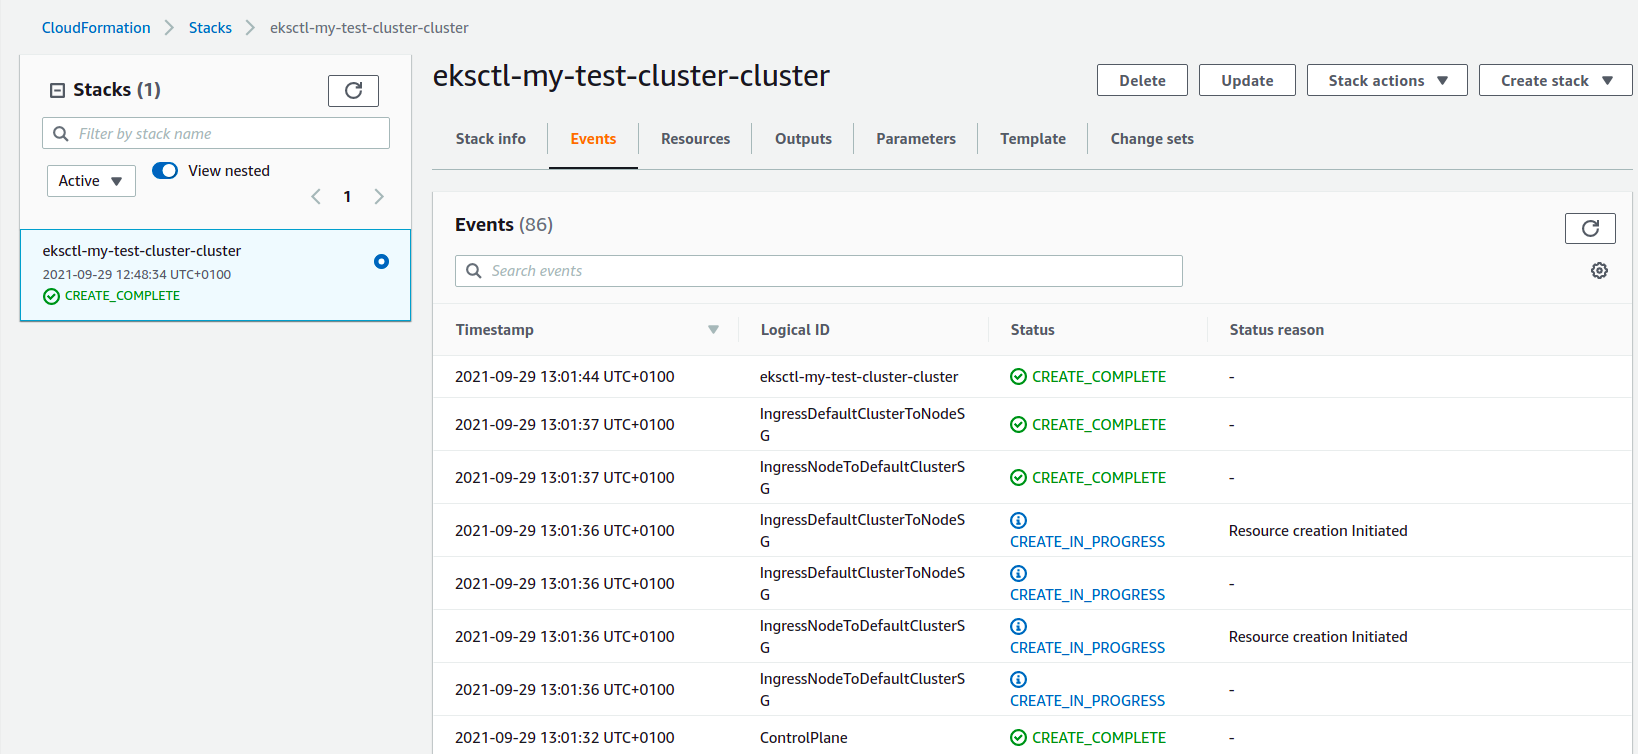 CloudFormation > Stacks > eksctl-my-test-cluster-cluster
Stacks (1)
Filter by stack name
Active
View nested
1
eksctl-my-test-cluster-cluster
2021-09-29 12:48:34 UTC+0100
CREATE_COMPLETE
eksctl-my-test-cluster-cluster
Delete Update Stack actions Create stack
Stack info Events Resources Outputs Parameters Template Change sets
Events (86)
Search events
Timestamp Logical ID Status Status reason
2021-09-29 13:01:44 UTC+0100 eksctl-my-test-cluster-cluster CREATE_COMPLETE -
2021-09-29 13:01:37 UTC+0100 IngressDefaultClusterToNodeS
G CREATE_COMPLETE -
2021-09-29 13:01:37 UTC+0100 IngressNodeToDefaultClusterS
G CREATE_COMPLETE -
2021-09-29 13:01:36 UTC+0100 IngressDefaultClusterToNodeS
G CREATE_IN_PROGRESS Resource creation Initiated
2021-09-29 13:01:36 UTC+0100 IngressDefaultClusterToNodeS
G CREATE_IN_PROGRESS -
2021-09-29 13:01:36 UTC+0100 IngressNodeToDefaultClusterS
G CREATE_IN_PROGRESS Resource creation Initiated
2021-09-29 13:01:36 UTC+0100 IngressNodeToDefaultClusterS
G CREATE_IN_PROGRESS -
2021-09-29 13:01:32 UTC+0100 ControlPlane CREATE_COMPLETE -